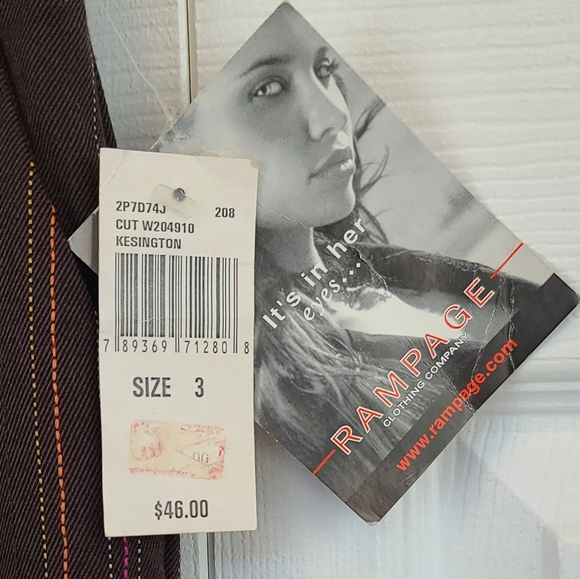 2P7D74J 208
CUT W204910
KESINGTON
7 89369 71280 8
SIZE 3
$46.00
It's in her
eyes...
RAMPAGE
CLOTHING COMPANY
www.rampage.com